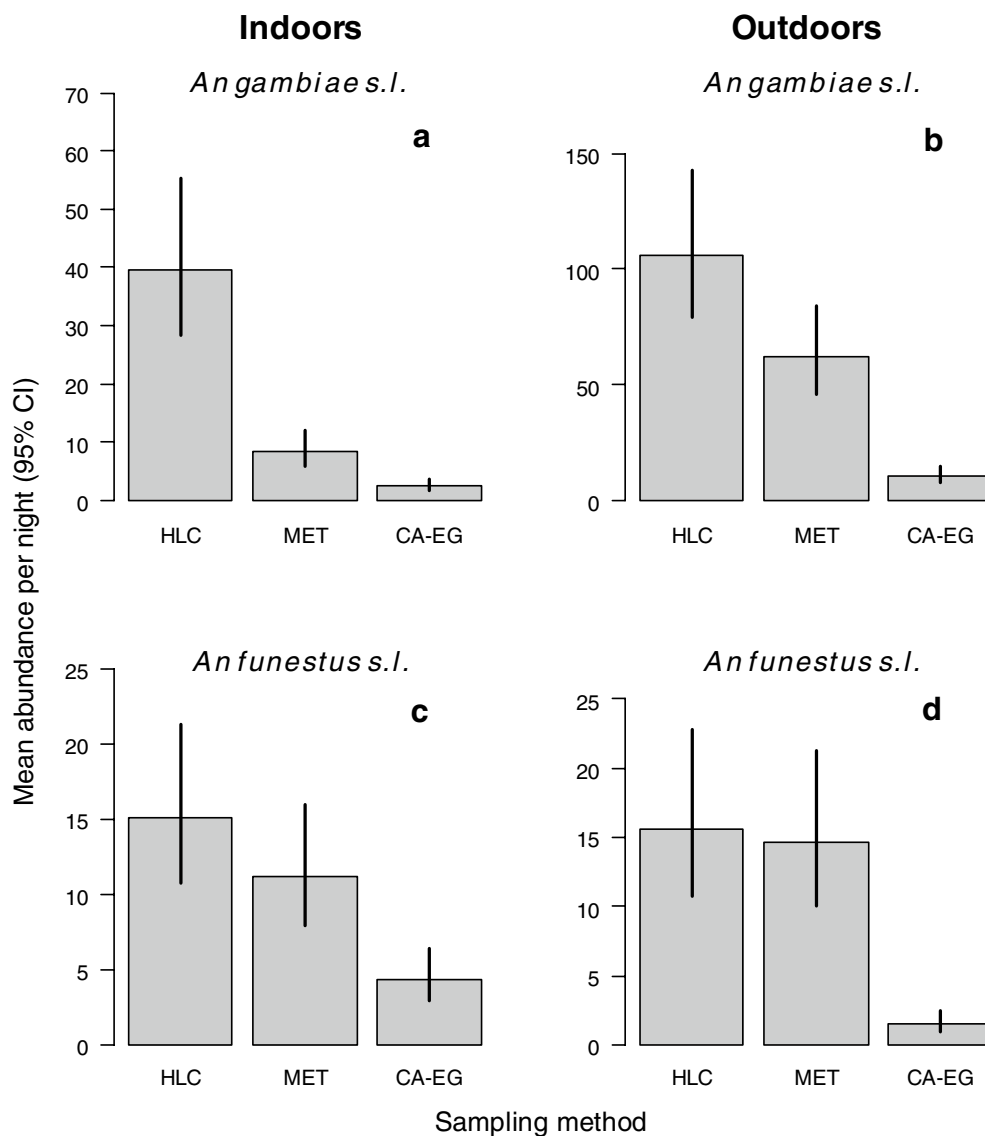 Indoors
Outdoors
An gambiae s.l.
An gambiae s.l.
a
b
70
60
50
40
30
20
10
0
150
100
50
0
HLC MET CA-EG
HLC MET CA-EG
Mean abundance per night (95% CI)
An funestus s.l.
An funestus s.l.
c
d
25
20
15
10
5
0
25
20
15
10
5
0
HLC MET CA-EG
HLC MET CA-EG
Sampling method